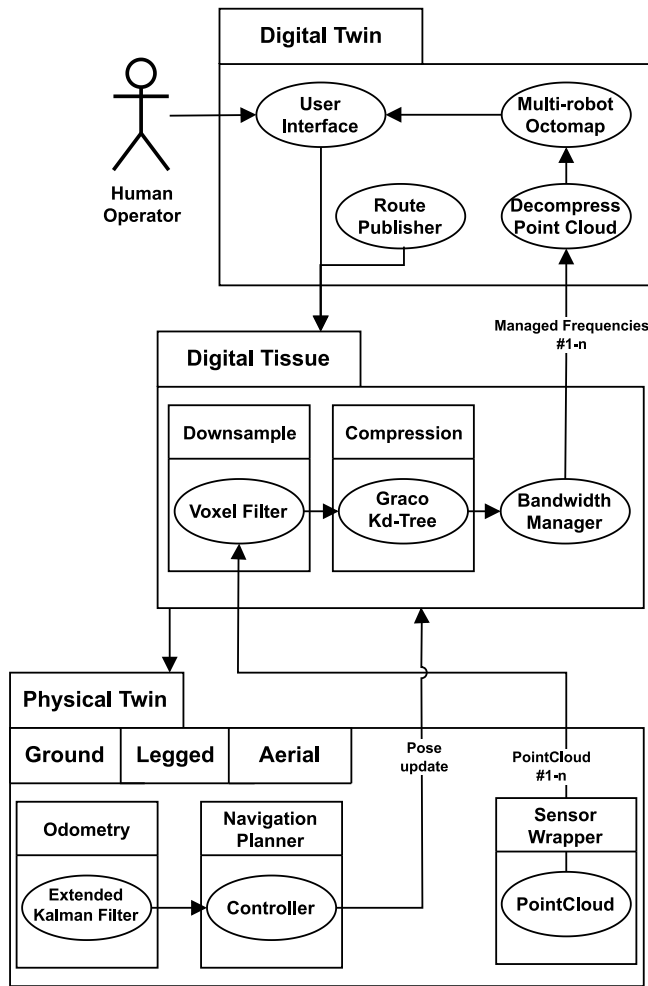 Digital Twin
User
Interface
Multi-robot
Octomap
Human
Operator
Route
Publisher
Decompress
Point Cloud
Managed Frequencies
#1-n
Digital Tissue
Downsample
Compression
Voxel Filter
Graco
Kd-Tree
Bandwidth
Manager
Physical Twin
Ground
Legged
Aerial
Pose
update
PointCloud
#1-n
Odometry
Navigation
Planner
Sensor
Wrapper
Extended
Kalman Filter
Controller
PointCloud